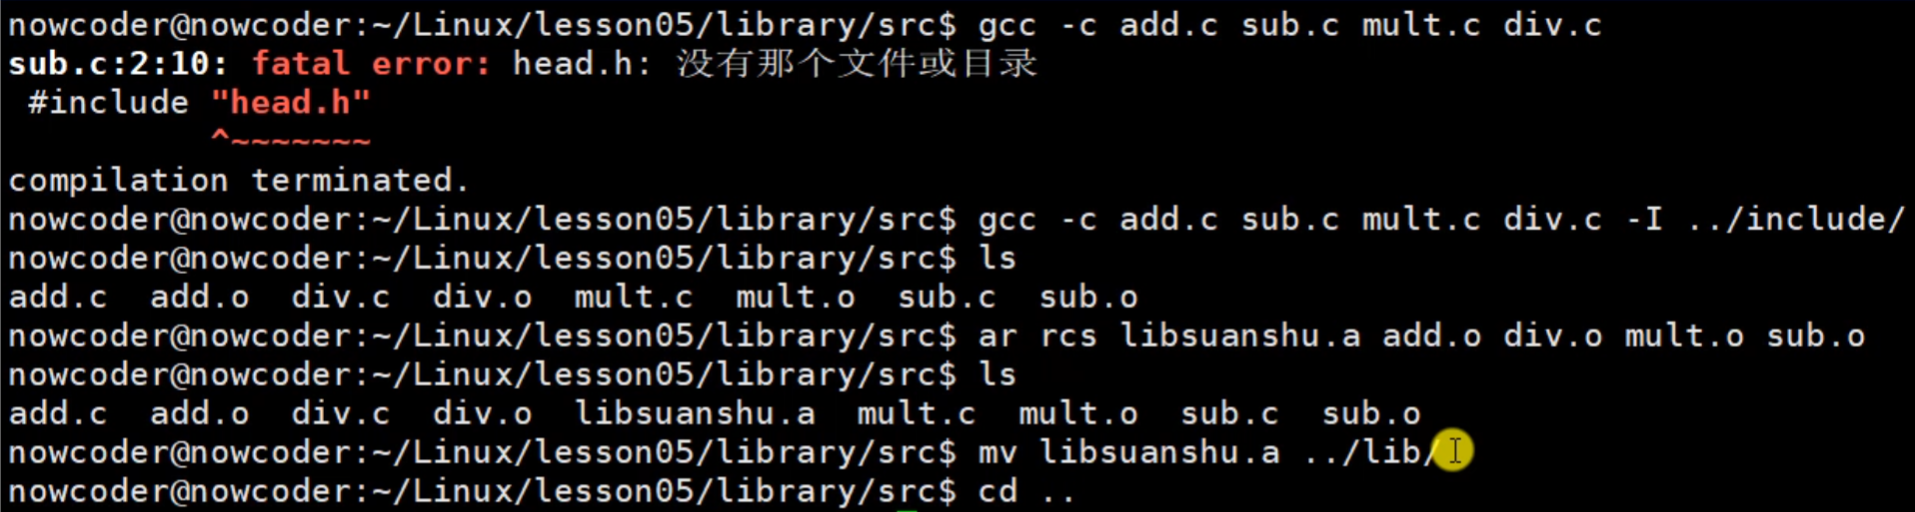 nowcoder@nowcoder:~/Linux/lesson05/library/src$ gcc -c add.c sub.c mult.c div.c
sub.c:2:10: fatal error: head.h: 没有那个文件或目录
 #include "head.h"
          ^~~~~~~~
compilation terminated.
nowcoder@nowcoder:~/Linux/lesson05/library/src$ gcc -c add.c sub.c mult.c div.c -I ../include/
nowcoder@nowcoder:~/Linux/lesson05/library/src$ ls
add.c  add.o  div.c  div.o  mult.c  mult.o  sub.c  sub.o
nowcoder@nowcoder:~/Linux/lesson05/library/src$ ar rcs libsuanshu.a add.o div.o mult.o sub.o
nowcoder@nowcoder:~/Linux/lesson05/library/src$ ls
add.c  add.o  div.c  div.o  libsuanshu.a  mult.c  mult.o  sub.c  sub.o
nowcoder@nowcoder:~/Linux/lesson05/library/src$ mv libsuanshu.a ../lib/
nowcoder@nowcoder:~/Linux/lesson05/library/src$ cd ..